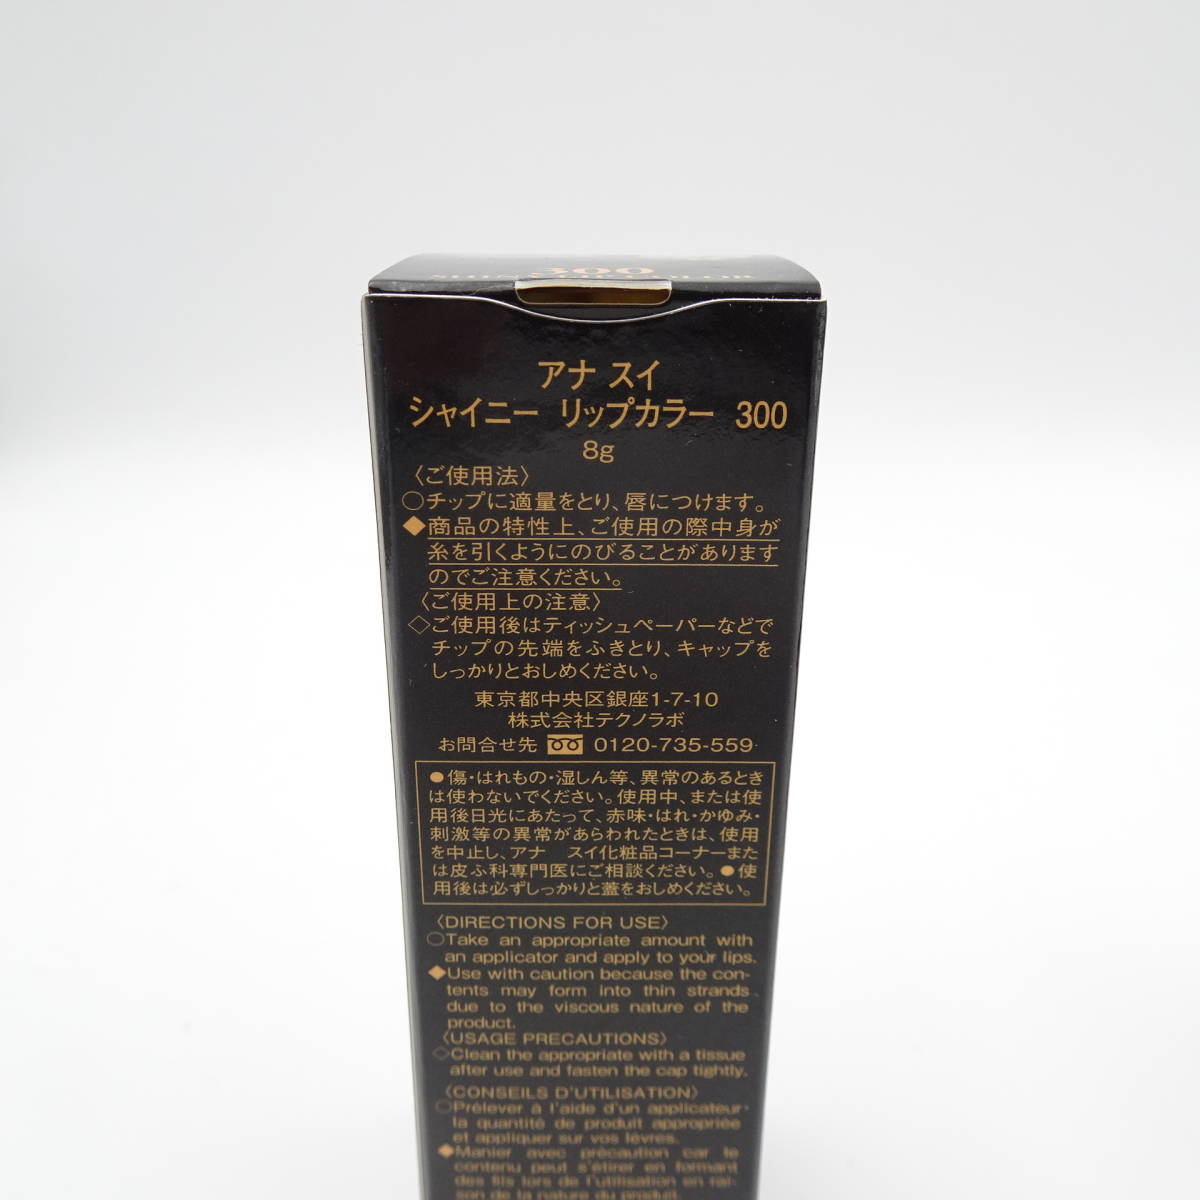 300
アナ スイ
シャイニー リップカラー 300
8g
〈ご使用法〉
○チップに適量をとり、唇につけます。
◆商品の特性上、ご使用の際中身が
糸を引くようにのびることがあります
のでご注意ください。
〈ご使用上の注意〉
◇ご使用後はティッシュペーパーなどで
チップの先端をふきとり、キャップを
しっかりとおしめください。
東京都中央区銀座1-7-10
株式会社テクノラボ
お問合せ先 0120-735-559
●傷・はれもの・湿しん等、異常のあるとき
は使わないでください。使用中、または使
用後日光にあたって、赤味・はれ・かゆみ・
刺激等の異常があらわれたときは、使用
を中止し、アナ スイ化粧品コーナーまた
は皮ふ科専門医にご相談ください。●使
用後は必ずしっかりと蓋をおしめください。
〈DIRECTIONS FOR USE〉
○Take an appropriate amount with
an applicator and apply to your lips.
◆Use with caution because the con-
tents may form into thin strands
due to the viscous nature of the
product.
〈USAGE PRECAUTIONS〉
◇Clean the appropriate with a tissue
after use and fasten the cap tightly.
〈CONSEILS D'UTILISATION〉
○Prélever à l'aide d'un applicateur
la quantité de produit appropriée
et appliquer sur vos lèvres.
◆Manier avec précaution car le
contenu peut s'étirer en formant
des fils lors de l'utilisation en rai-
son de la nature du produit.